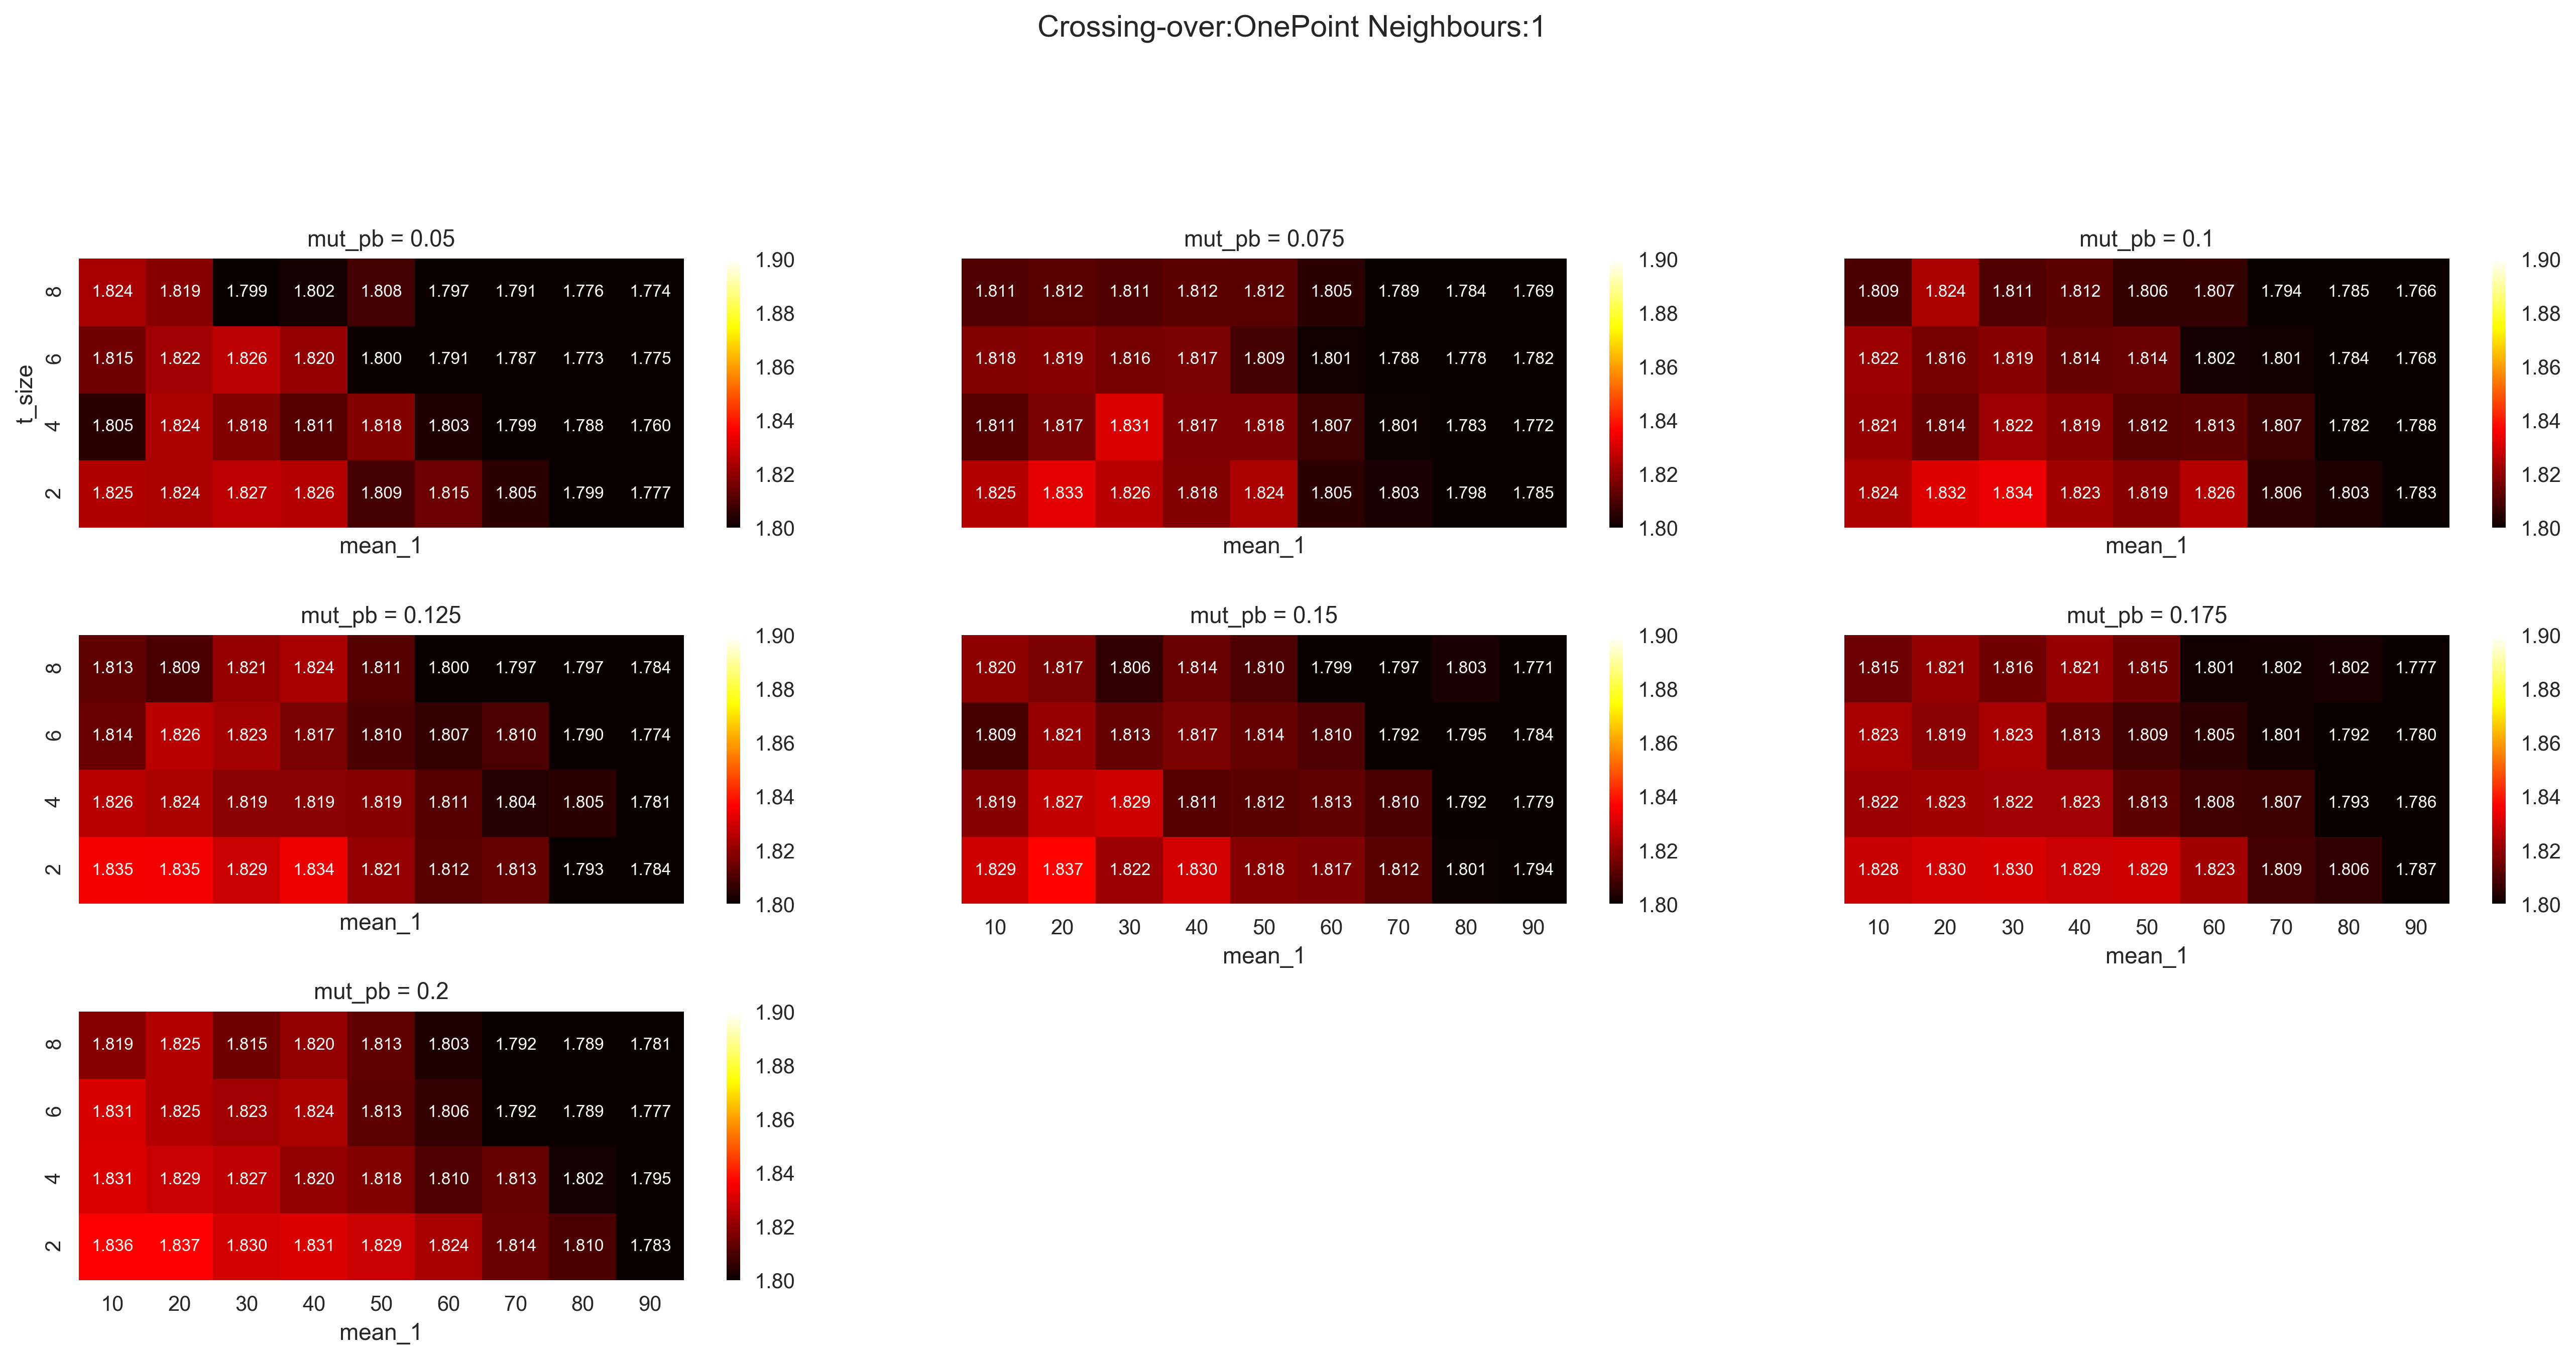 Crossing-over:OnePoint Neighbours:1
mut_pb = 0.05
t_size
8 1.824 1.819 1.799 1.802 1.808 1.797 1.791 1.776 1.774
6 1.815 1.822 1.826 1.820 1.800 1.791 1.787 1.773 1.775
4 1.805 1.824 1.818 1.811 1.818 1.803 1.799 1.788 1.760
2 1.825 1.824 1.827 1.826 1.809 1.815 1.805 1.799 1.777
mean_1
1.90
1.88
1.86
1.84
1.82
1.80
mut_pb = 0.075
1.811 1.812 1.811 1.812 1.812 1.805 1.789 1.784 1.769
1.818 1.819 1.816 1.817 1.809 1.801 1.788 1.778 1.782
1.811 1.817 1.831 1.817 1.818 1.807 1.801 1.783 1.772
1.825 1.833 1.826 1.818 1.824 1.805 1.803 1.798 1.785
mean_1
1.90
1.88
1.86
1.84
1.82
1.80
mut_pb = 0.1
1.809 1.824 1.811 1.812 1.806 1.807 1.794 1.785 1.766
1.822 1.816 1.819 1.814 1.814 1.802 1.801 1.784 1.768
1.821 1.814 1.822 1.819 1.812 1.813 1.807 1.782 1.788
1.824 1.832 1.834 1.823 1.819 1.826 1.806 1.803 1.783
mean_1
1.90
1.88
1.86
1.84
1.82
1.80
mut_pb = 0.125
8 1.813 1.809 1.821 1.824 1.811 1.800 1.797 1.797 1.784
6 1.814 1.826 1.823 1.817 1.810 1.807 1.810 1.790 1.774
4 1.826 1.824 1.819 1.819 1.819 1.811 1.804 1.805 1.781
2 1.835 1.835 1.829 1.834 1.821 1.812 1.813 1.793 1.784
mean_1
1.90
1.88
1.86
1.84
1.82
1.80
mut_pb = 0.15
1.820 1.817 1.806 1.814 1.810 1.799 1.797 1.803 1.771
1.809 1.821 1.813 1.817 1.814 1.810 1.792 1.795 1.784
1.819 1.827 1.829 1.811 1.812 1.813 1.810 1.792 1.779
1.829 1.837 1.822 1.830 1.818 1.817 1.812 1.801 1.794
10 20 30 40 50 60 70 80 90
mean_1
1.90
1.88
1.86
1.84
1.82
1.80
mut_pb = 0.175
1.815 1.821 1.816 1.821 1.815 1.801 1.802 1.802 1.777
1.823 1.819 1.823 1.813 1.809 1.805 1.801 1.792 1.780
1.822 1.823 1.822 1.823 1.813 1.808 1.807 1.793 1.786
1.828 1.830 1.830 1.829 1.829 1.823 1.809 1.806 1.787
10 20 30 40 50 60 70 80 90
mean_1
1.90
1.88
1.86
1.84
1.82
1.80
mut_pb = 0.2
8 1.819 1.825 1.815 1.820 1.813 1.803 1.792 1.789 1.781
6 1.831 1.825 1.823 1.824 1.813 1.806 1.792 1.789 1.777
4 1.831 1.829 1.827 1.820 1.818 1.810 1.813 1.802 1.795
2 1.836 1.837 1.830 1.831 1.829 1.824 1.814 1.810 1.783
10 20 30 40 50 60 70 80 90
mean_1
1.90
1.88
1.86
1.84
1.82
1.80